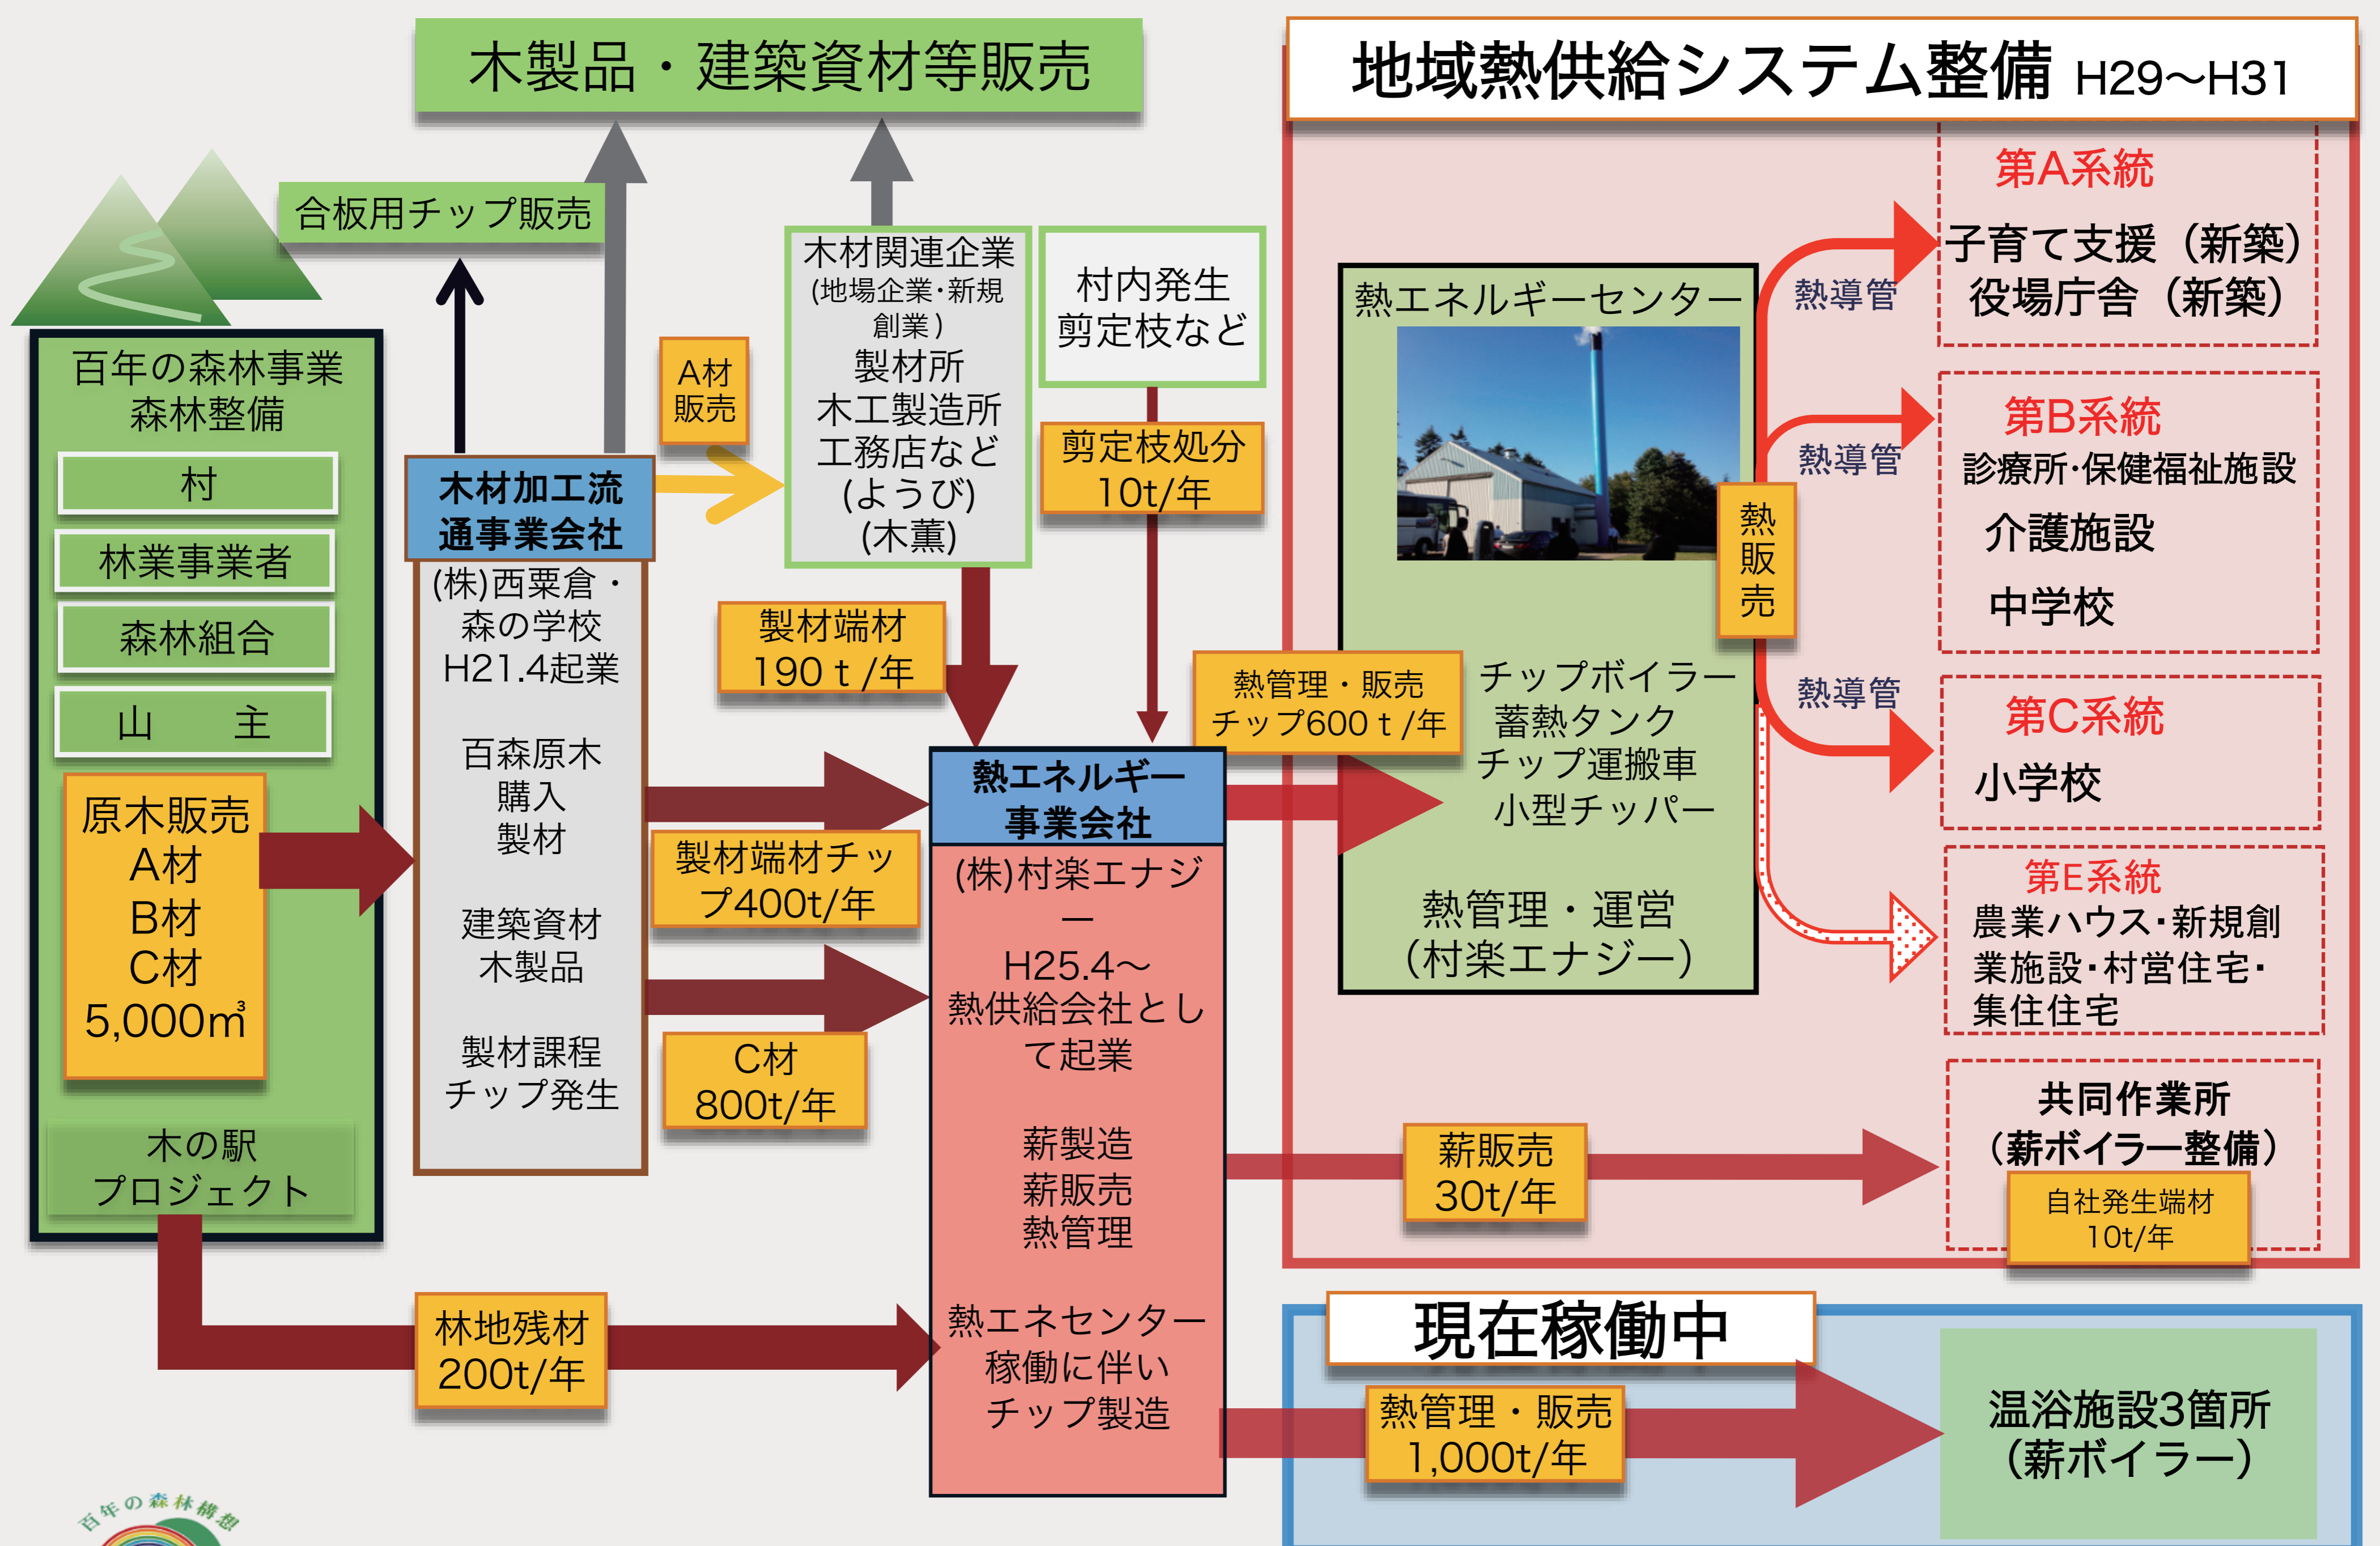 木製品・建築資材等販売
地域熱供給システム整備 H29〜H31
合板用チップ販売
百年の森林事業
森林整備
村
林業事業者
森林組合
山　主
原木販売
A材
B材
C材
5,000㎥
木の駅
プロジェクト
木材加工流
通事業会社
(株)西粟倉・
森の学校
H21.4起業
百森原木
購入
製材
建築資材
木製品
製材課程
チップ発生
A材
販売
木材関連企業
(地場企業･新規
創業)
製材所
木工製造所
工務店など
(ようび)
(木薫)
村内発生
剪定枝など
剪定枝処分
10t/年
製材端材
190ｔ/年
製材端材チッ
プ400t/年
C材
800t/年
林地残材
200t/年
熱エネルギー
事業会社
(株)村楽エナジ
ー
H25.4〜
熱供給会社とし
て起業
薪製造
薪販売
熱管理
熱エネセンター
稼働に伴い
チップ製造
熱管理・販売
チップ600ｔ/年
熱エネルギーセンター
チップボイラー
蓄熱タンク
チップ運搬車
小型チッパー
熱管理・運営
（村楽エナジー）
熱
販
売
熱導管
熱導管
熱導管
第A系統
子育て支援（新築）
役場庁舎（新築）
第B系統
診療所･保健福祉施設
介護施設
中学校
第C系統
小学校
第E系統
農業ハウス･新規創
業施設･村営住宅･
集住住宅
薪販売
30t/年
共同作業所
（薪ボイラー整備）
自社発生端材
10t/年
現在稼働中
熱管理・販売
1,000t/年
温浴施設3箇所
（薪ボイラー）
百年の森林構想